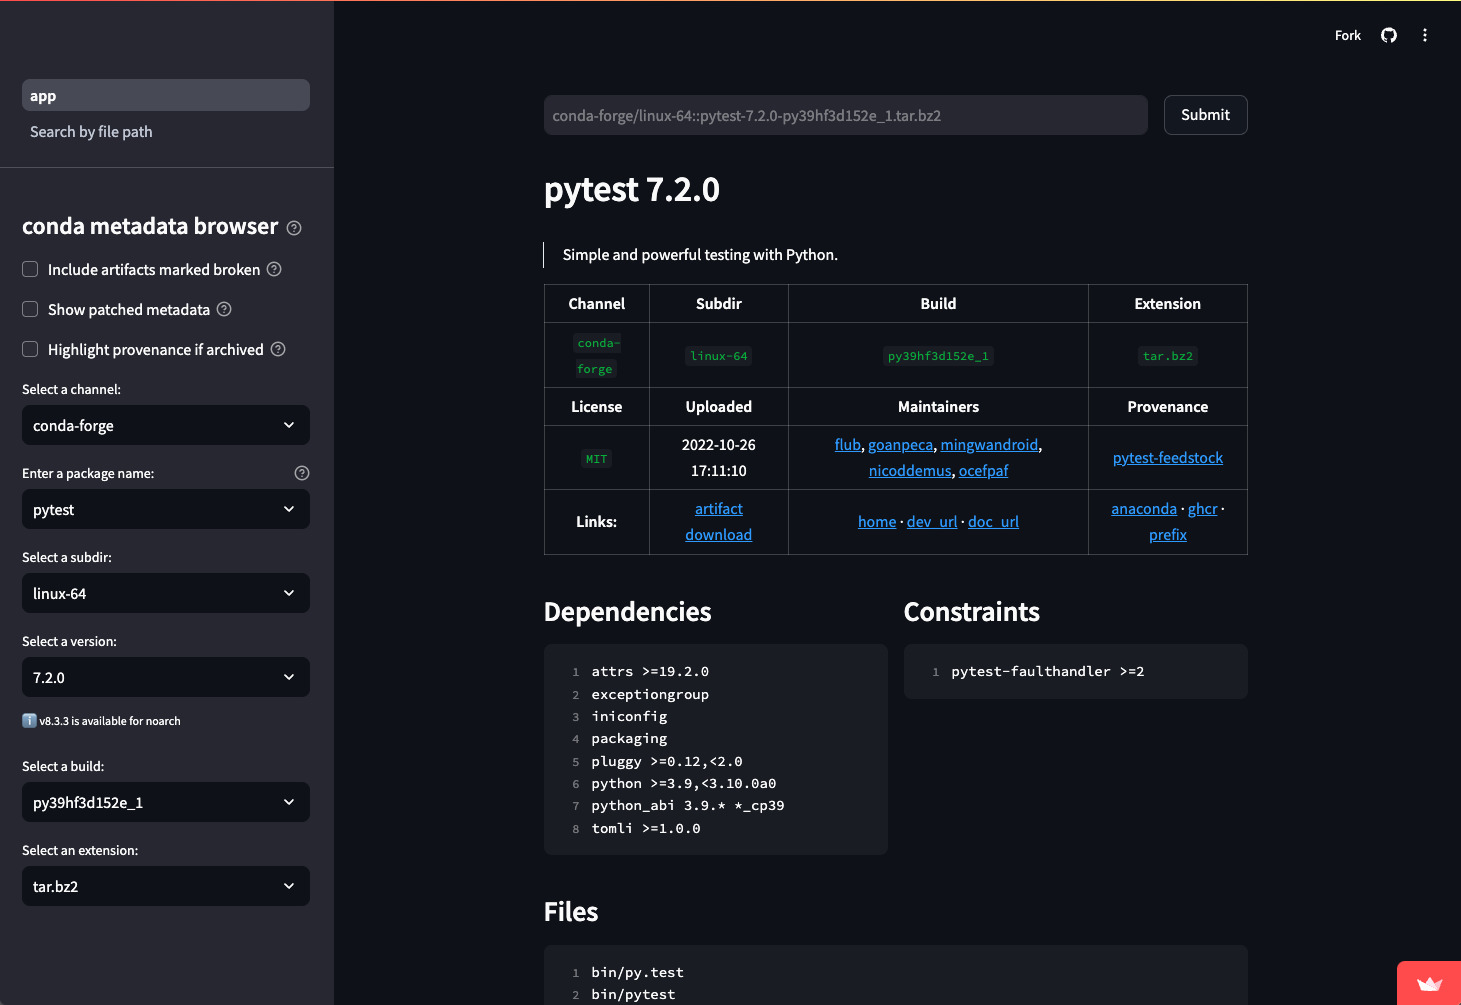 app
Search by file path
conda metadata browser
Include artifacts marked broken
Show patched metadata
Highlight provenance if archived
Select a channel:
conda-forge
Enter a package name:
pytest
Select a subdir:
linux-64
Select a version:
7.2.0
ℹ️ v8.3.3 is available for noarch
Select a build:
py39hf3d152e_1
Select an extension:
tar.bz2
Fork
conda-forge/linux-64::pytest-7.2.0-py39hf3d152e_1.tar.bz2
Submit
pytest 7.2.0
Simple and powerful testing with Python.
Channel Subdir Build Extension
conda-
forge linux-64 py39hf3d152e_1 tar.bz2
License Uploaded Maintainers Provenance
MIT 2022-10-26
17:11:10 flub, goanpeca, mingwandroid,
nicoddemus, ocefpaf pytest-feedstock
Links: artifact
download home · dev_url · doc_url anaconda · ghcr ·
prefix
Dependencies
1 attrs >=19.2.0
2 exceptiongroup
3 iniconfig
4 packaging
5 pluggy >=0.12,<2.0
6 python >=3.9,<3.10.0a0
7 python_abi 3.9.* *_cp39
8 tomli >=1.0.0
Constraints
1 pytest-faulthandler >=2
Files
1 bin/py.test
2 bin/pytest